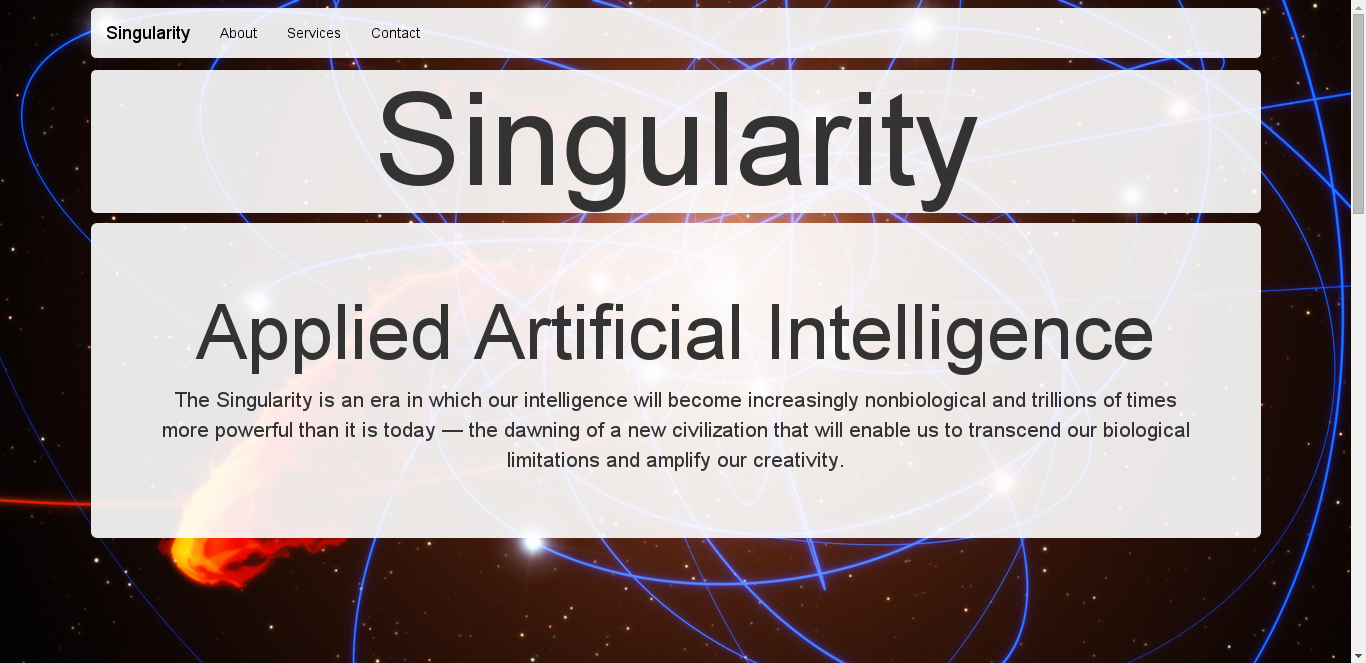 Singularity About Services Contact
Singularity
Applied Artificial Intelligence
The Singularity is an era in which our intelligence will become increasingly nonbiological and trillions of times
more powerful than it is today — the dawning of a new civilization that will enable us to transcend our biological
limitations and amplify our creativity.